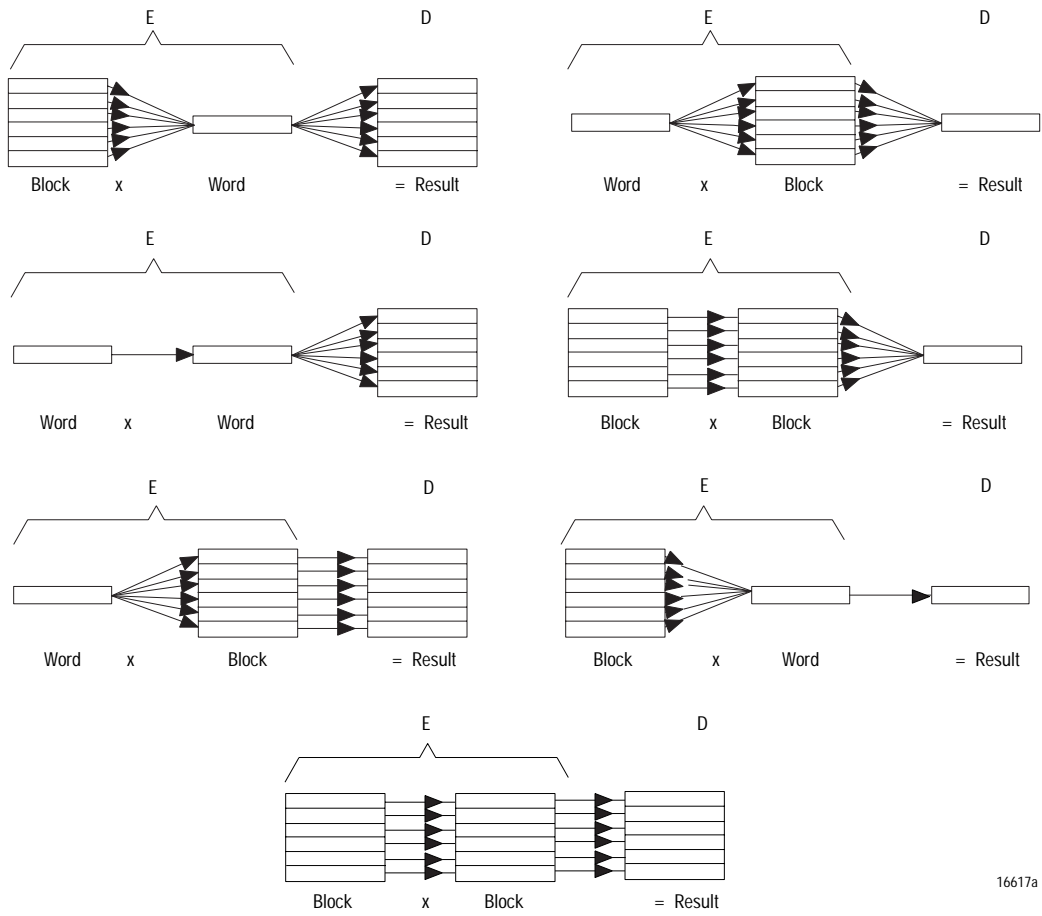 E D
Block x Word = Result
E D
Word x Block = Result
E D
Word x Word = Result
E D
Block x Block = Result
E D
Word x Block = Result
E D
Block x Word = Result
E D
Block x Block = Result
16617a